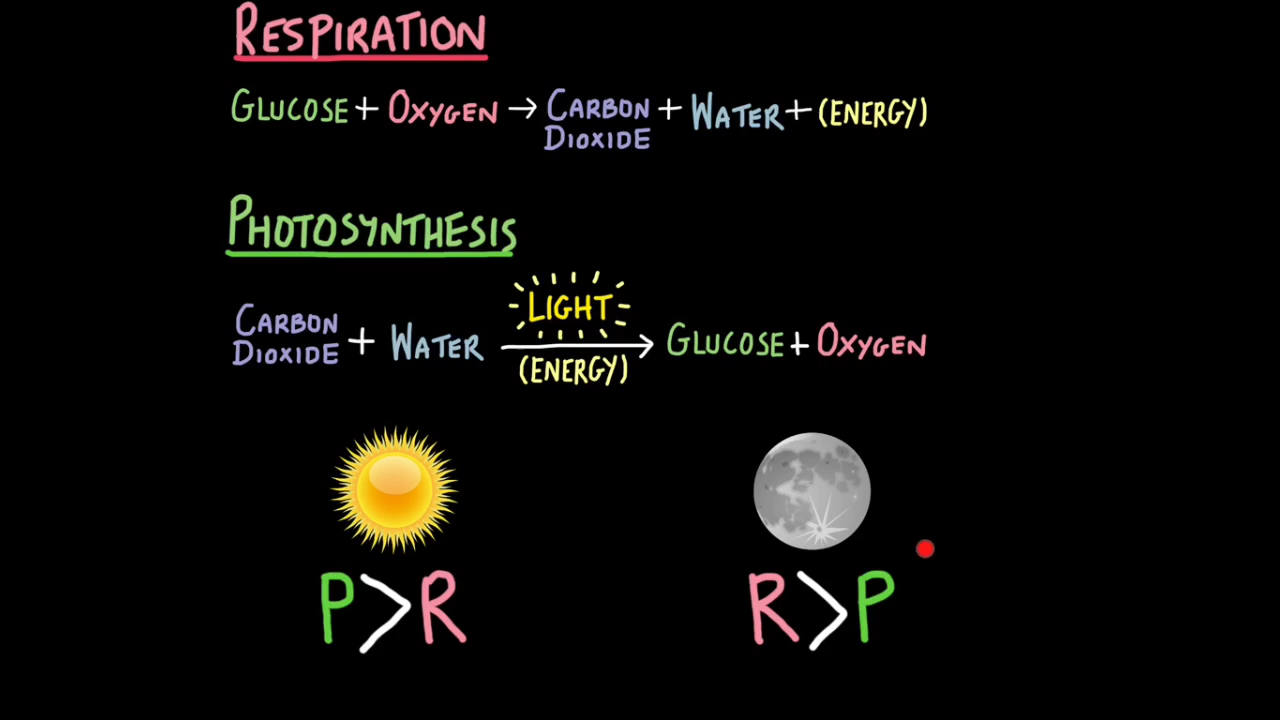 RESPIRATION
GLUCOSE + OXYGEN → CARBON DIOXIDE + WATER + (ENERGY)
PHOTOSYNTHESIS
CARBON DIOXIDE + WATER LIGHT (ENERGY) → GLUCOSE + OXYGEN
P > R
R > P